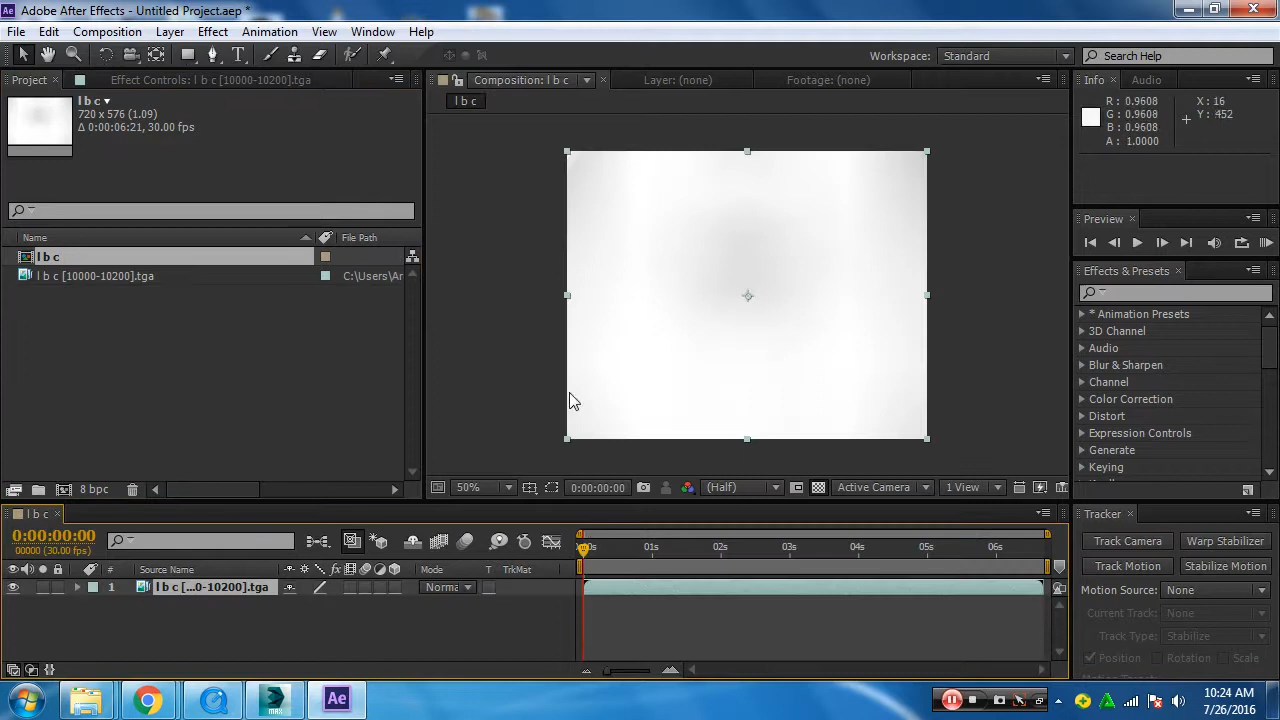 Adobe After Effects - Untitled Project.aep *
File Edit Composition Layer Effect Animation View Window Help
Workspace: Standard Search Help
Project Effect Controls: l b c [10000-10200].tga
Composition: l b c Layer: (none) Footage: (none)
Info Audio
l b c
720 x 576 (1.09)
Δ 0:00:06:21, 30.00 fps
l b c
R : 0.9608
G : 0.9608
B : 0.9608
A : 1.0000
X : 16
Y : 452
Name File Path
l b c
l b c [10000-10200].tga C:\Users\Ar
Preview
Effects & Presets
* Animation Presets
3D Channel
Audio
Blur & Sharpen
Channel
Color Correction
Distort
Expression Controls
Generate
Keying
8 bpc
50% 0:00:00:00 (Half) Active Camera 1 View
l b c
0:00:00:00
00000 (30.00 fps)
01s 02s 03s 04s 05s 06s
# Source Name Mode T TrkMat
1 l b c [...0-10200].tga Norma
Tracker
Track Camera Warp Stabilizer
Track Motion Stabilize Motion
Motion Source: None
Current Track: None
Track Type: Stabilize
Position Rotation Scale
MAX
Ae
10:24 AM
7/26/2016